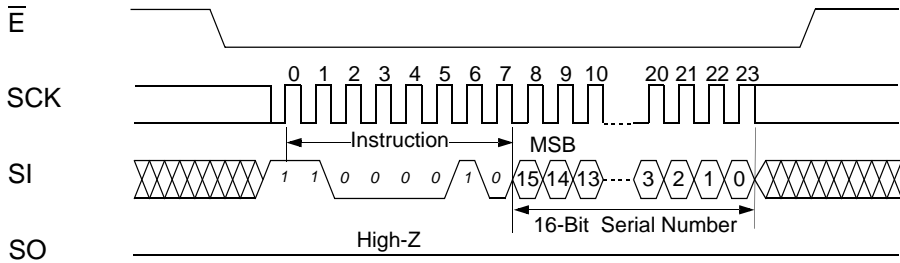 E
0 1 2 3 4 5 6 7 8 9 10 20 21 22 23
SCK
Instruction MSB
SI 1 1 0 0 0 0 1 0 15 14 13 3 2 1 0
16-Bit Serial Number
High-Z
SO